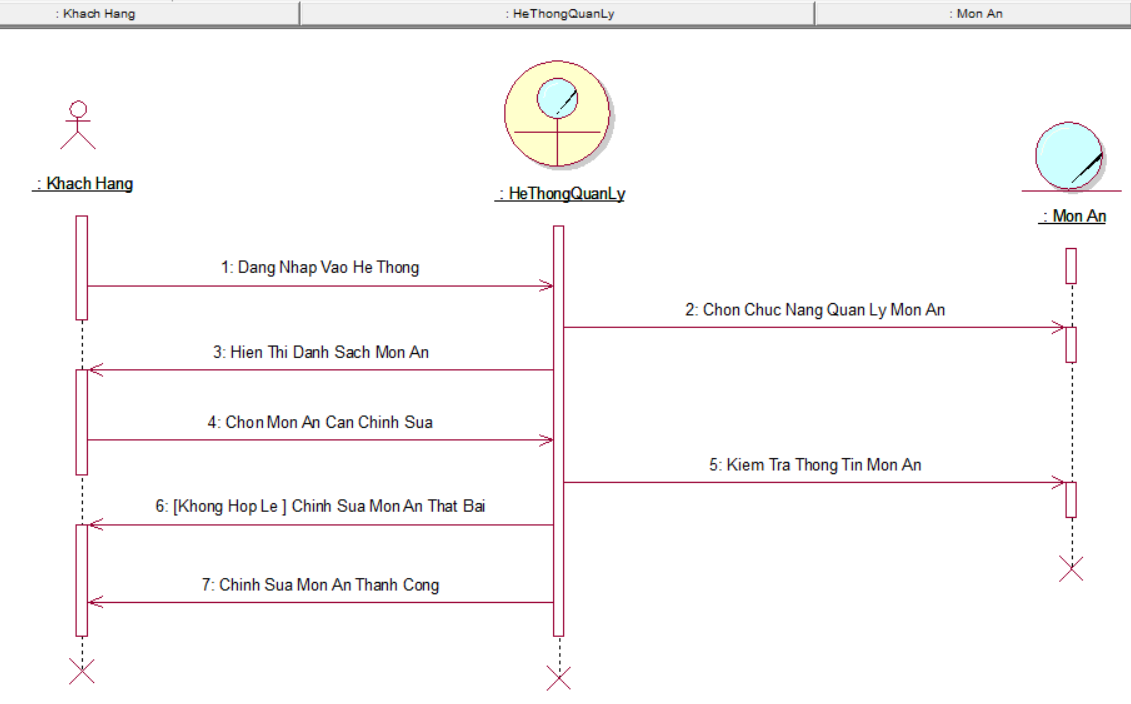 : Khach Hang
: HeThongQuanLy
: Mon An
: Khach Hang
: HeThongQuanLy
: Mon An
1: Dang Nhap Vao He Thong
2: Chon Chuc Nang Quan Ly Mon An
3: Hien Thi Danh Sach Mon An
4: Chon Mon An Can Chinh Sua
5: Kiem Tra Thong Tin Mon An
6: [Khong Hop Le ] Chinh Sua Mon An That Bai
7: Chinh Sua Mon An Thanh Cong